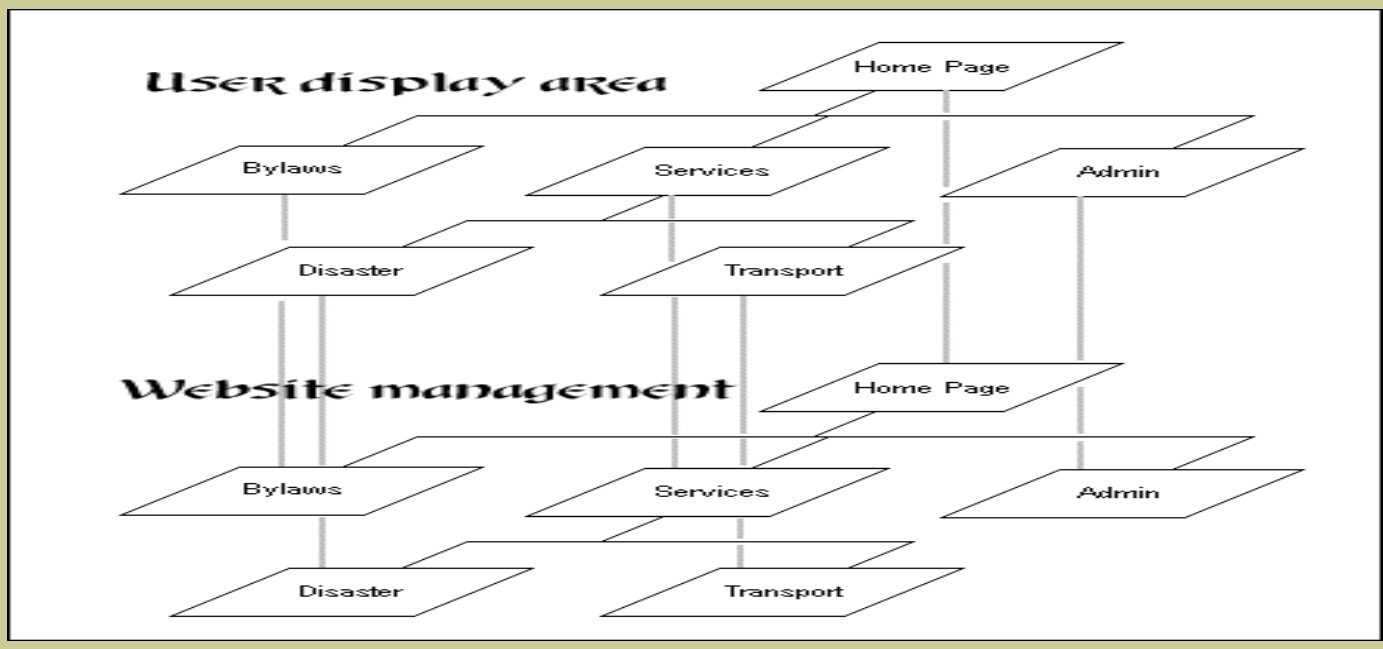 Home Page
User display area
Bylaws Services Admin
Disaster Transport
Home Page
Website management
Bylaws Services Admin
Disaster Transport